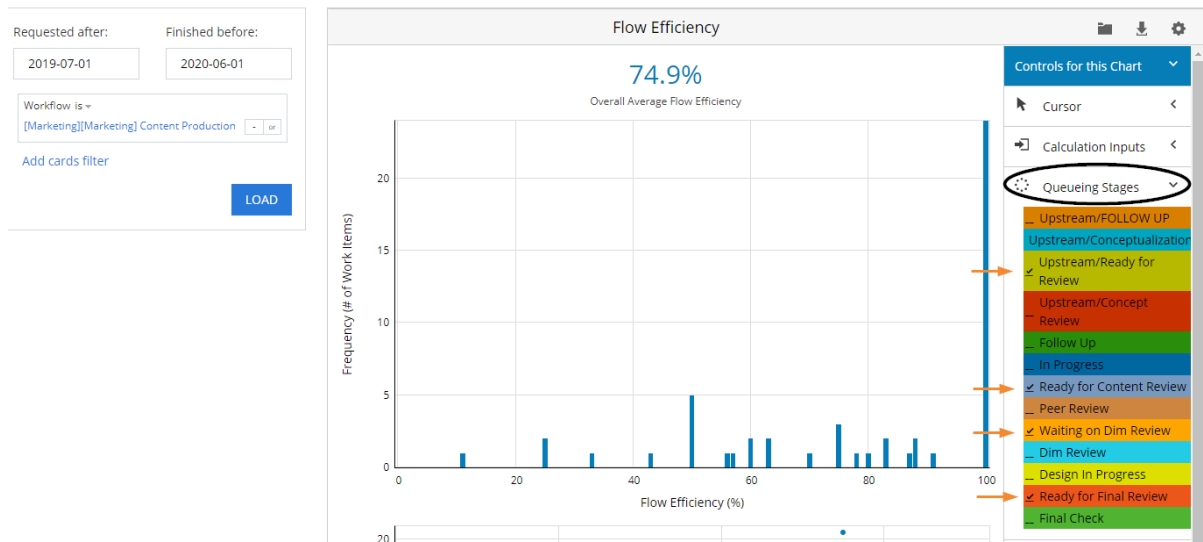 Requested after:
Finished before:
2019-07-01
2020-06-01
Workflow is
[Marketing][Marketing] Content Production
- or
Add cards filter
LOAD
Flow Efficiency
74.9%
Overall Average Flow Efficiency
Frequency (# of Work Items)
20
15
10
5
0
0 20 40 60 80 100
Flow Efficiency (%)
20
Controls for this Chart
Cursor
Calculation Inputs
Queueing Stages
Upstream/FOLLOW UP
Upstream/Conceptualization
Upstream/Ready for
Review
Upstream/Concept
Review
Follow Up
In Progress
Ready for Content Review
Peer Review
Waiting on Dim Review
Dim Review
Design In Progress
Ready for Final Review
Final Check